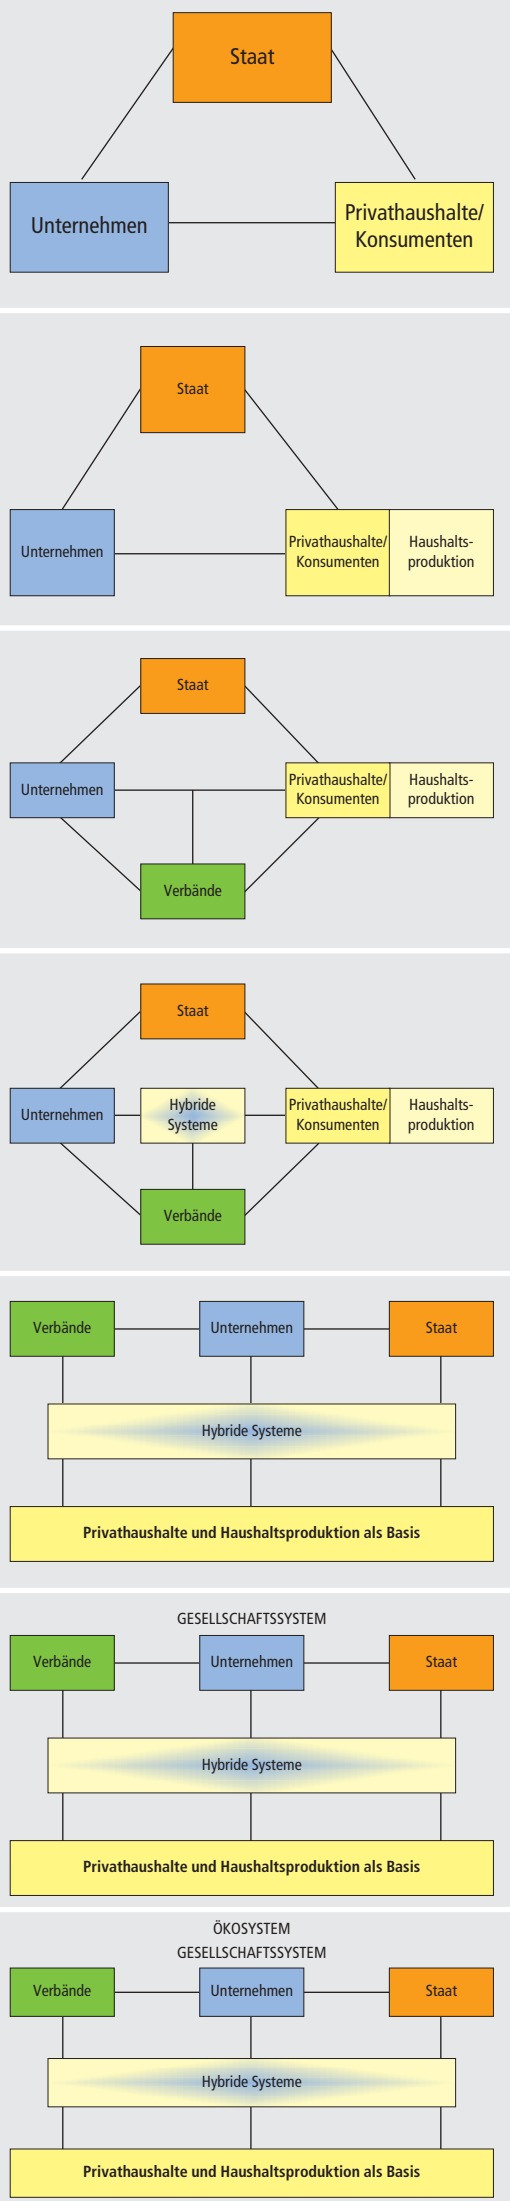 Staat
Unternehmen
Privathaushalte/
Konsumenten
Staat
Unternehmen
Privathaushalte/
Konsumenten
Haushalts-
produktion
Staat
Unternehmen
Privathaushalte/
Konsumenten
Haushalts-
produktion
Verbände
Staat
Unternehmen
Hybride
Systeme
Privathaushalte/
Konsumenten
Haushalts-
produktion
Verbände
Verbände
Unternehmen
Staat
Hybride Systeme
Privathaushalte und Haushaltsproduktion als Basis
GESELLSCHAFTSSYSTEM
Verbände
Unternehmen
Staat
Hybride Systeme
Privathaushalte und Haushaltsproduktion als Basis
ÖKOSYSTEM
GESELLSCHAFTSSYSTEM
Verbände
Unternehmen
Staat
Hybride Systeme
Privathaushalte und Haushaltsproduktion als Basis